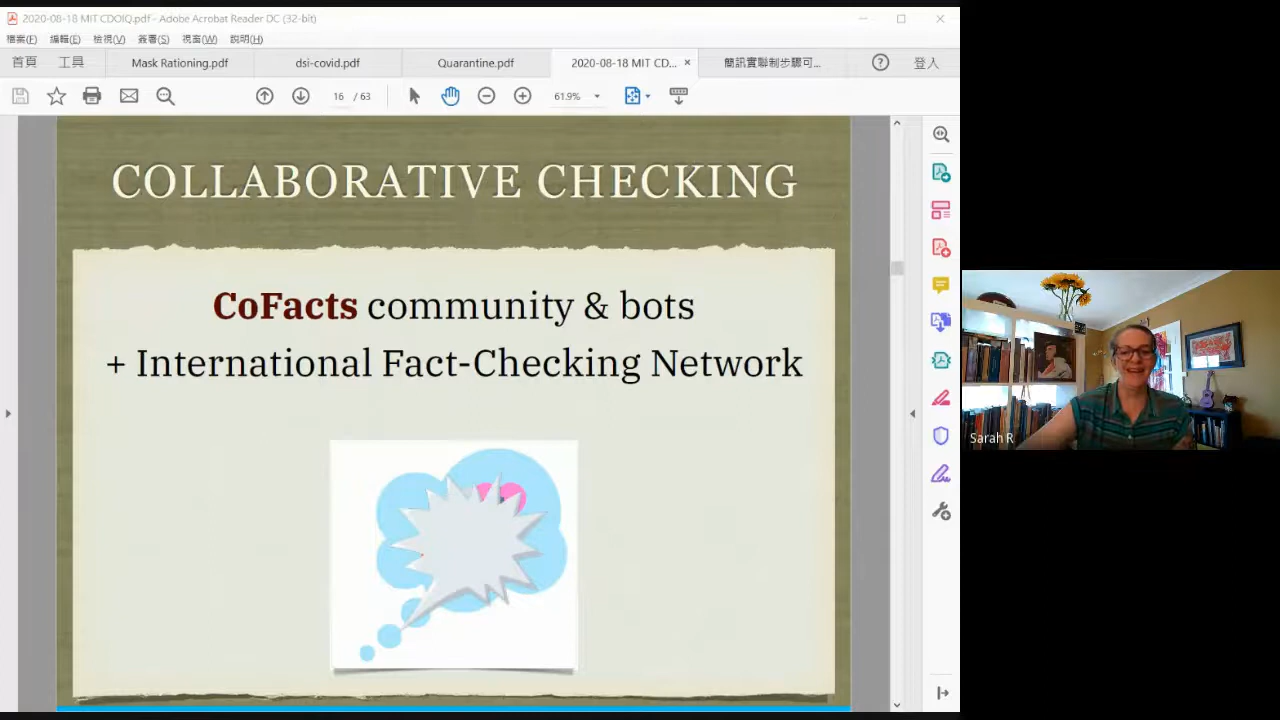 2020-08-18 MIT CDOIQ.pdf - Adobe Acrobat Reader DC (32-bit)
檔案(F) 編輯(E) 檢視(V) 簽署(S) 視窗(W) 說明(H)
首頁 工具 Mask Rationing.pdf dsi-covid.pdf Quarantine.pdf 2020-08-18 MIT CD... × 簡訊實聯制步驟可... 登入
16 / 63 61.9%
COLLABORATIVE CHECKING
CoFacts community & bots
+ International Fact-Checking Network
Sarah R